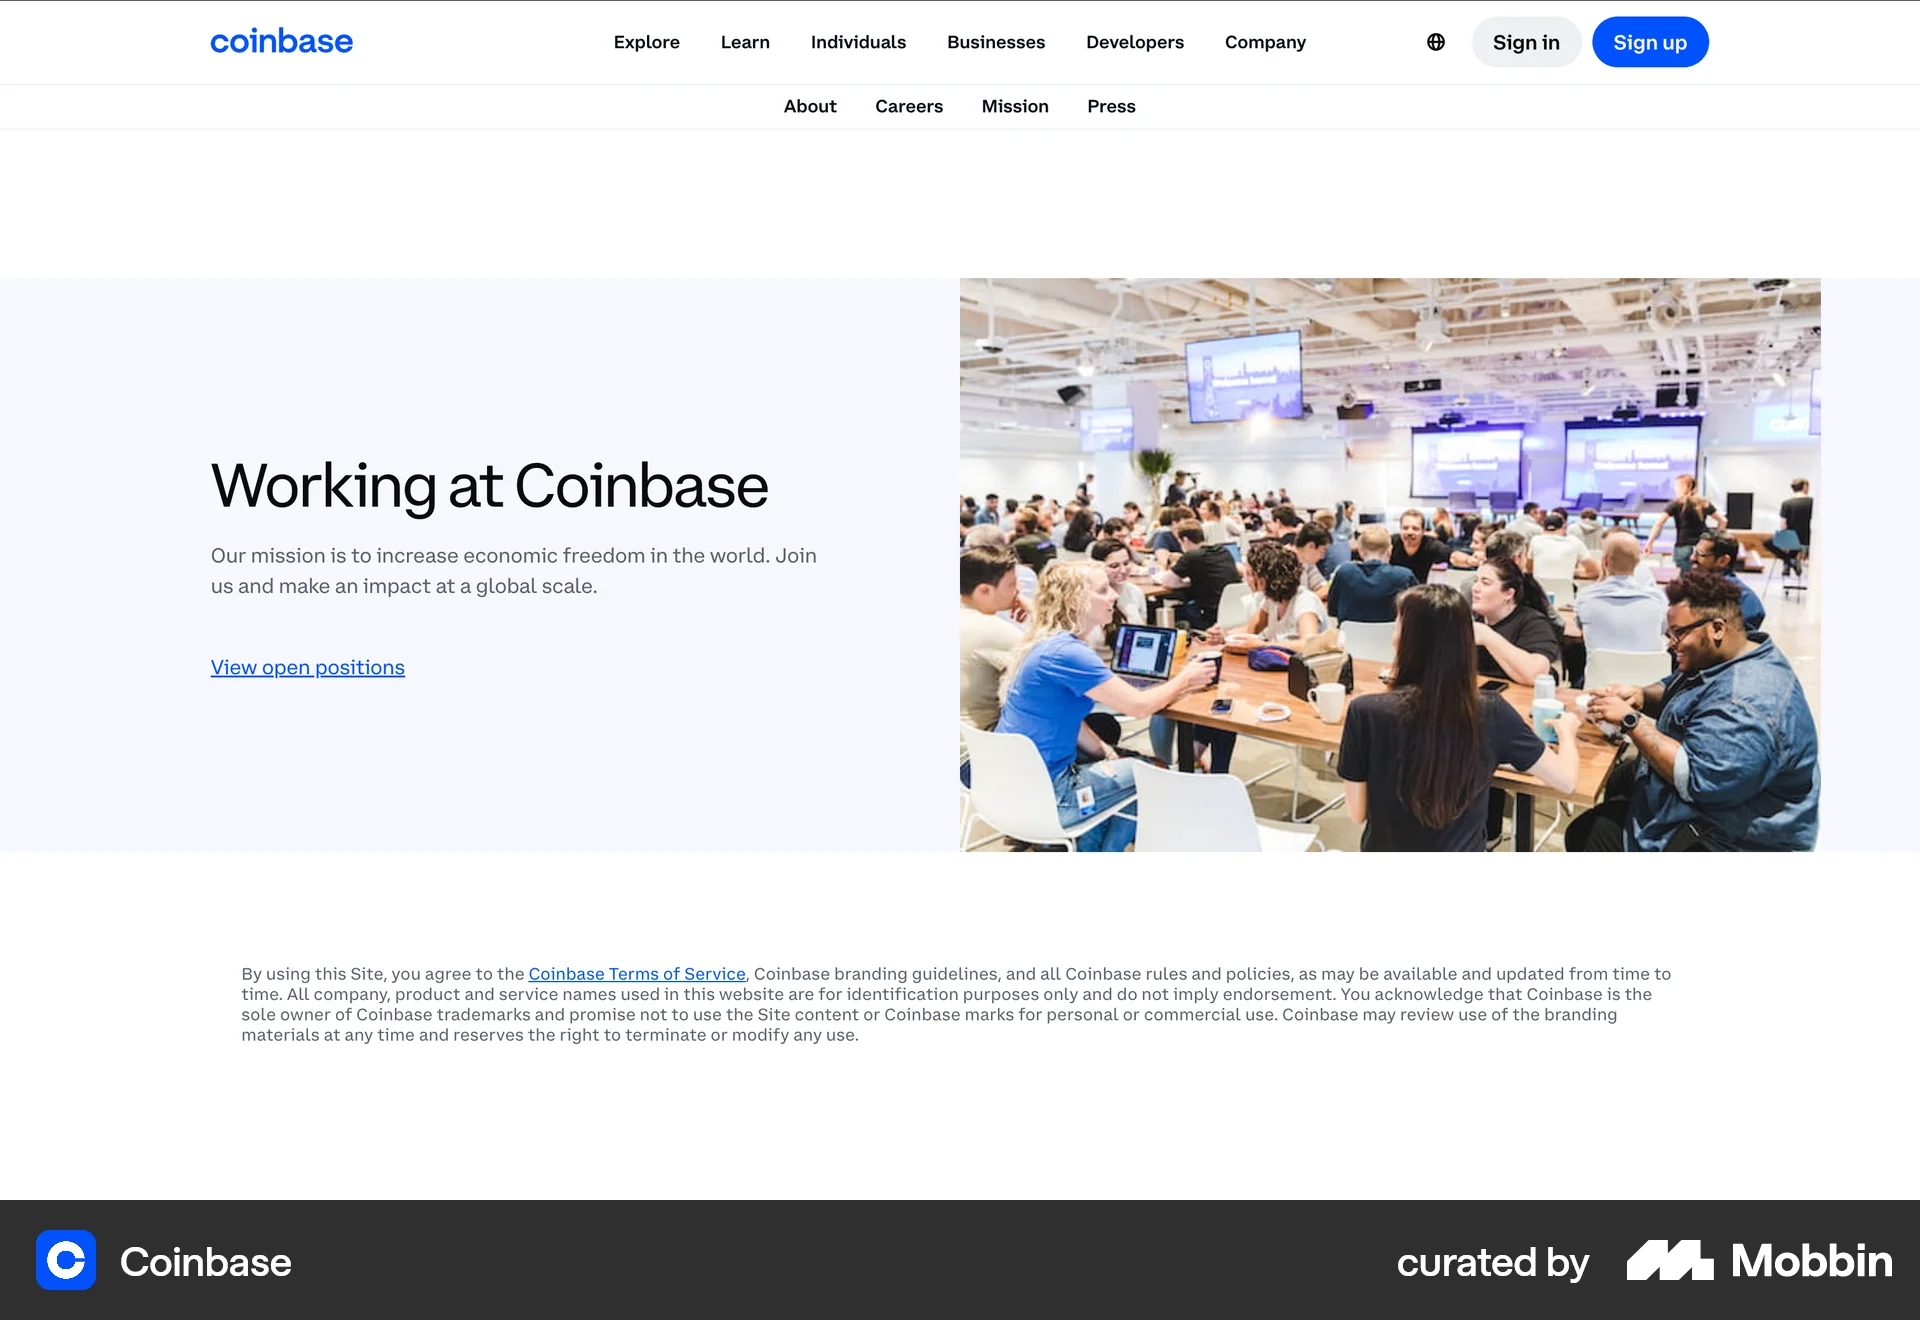 coinbase
Explore Learn Individuals Businesses Developers Company Sign in Sign up
About Careers Mission Press
Working at Coinbase
Our mission is to increase economic freedom in the world. Join
us and make an impact at a global scale.
View open positions
By using this Site, you agree to the Coinbase Terms of Service, Coinbase branding guidelines, and all Coinbase rules and policies, as may be available and updated from time to
time. All company, product and service names used in this website are for identification purposes only and do not imply endorsement. You acknowledge that Coinbase is the
sole owner of Coinbase trademarks and promise not to use the Site content or Coinbase marks for personal or commercial use. Coinbase may review use of the branding
materials at any time and reserves the right to terminate or modify any use.
Coinbase
curated by Mobbin